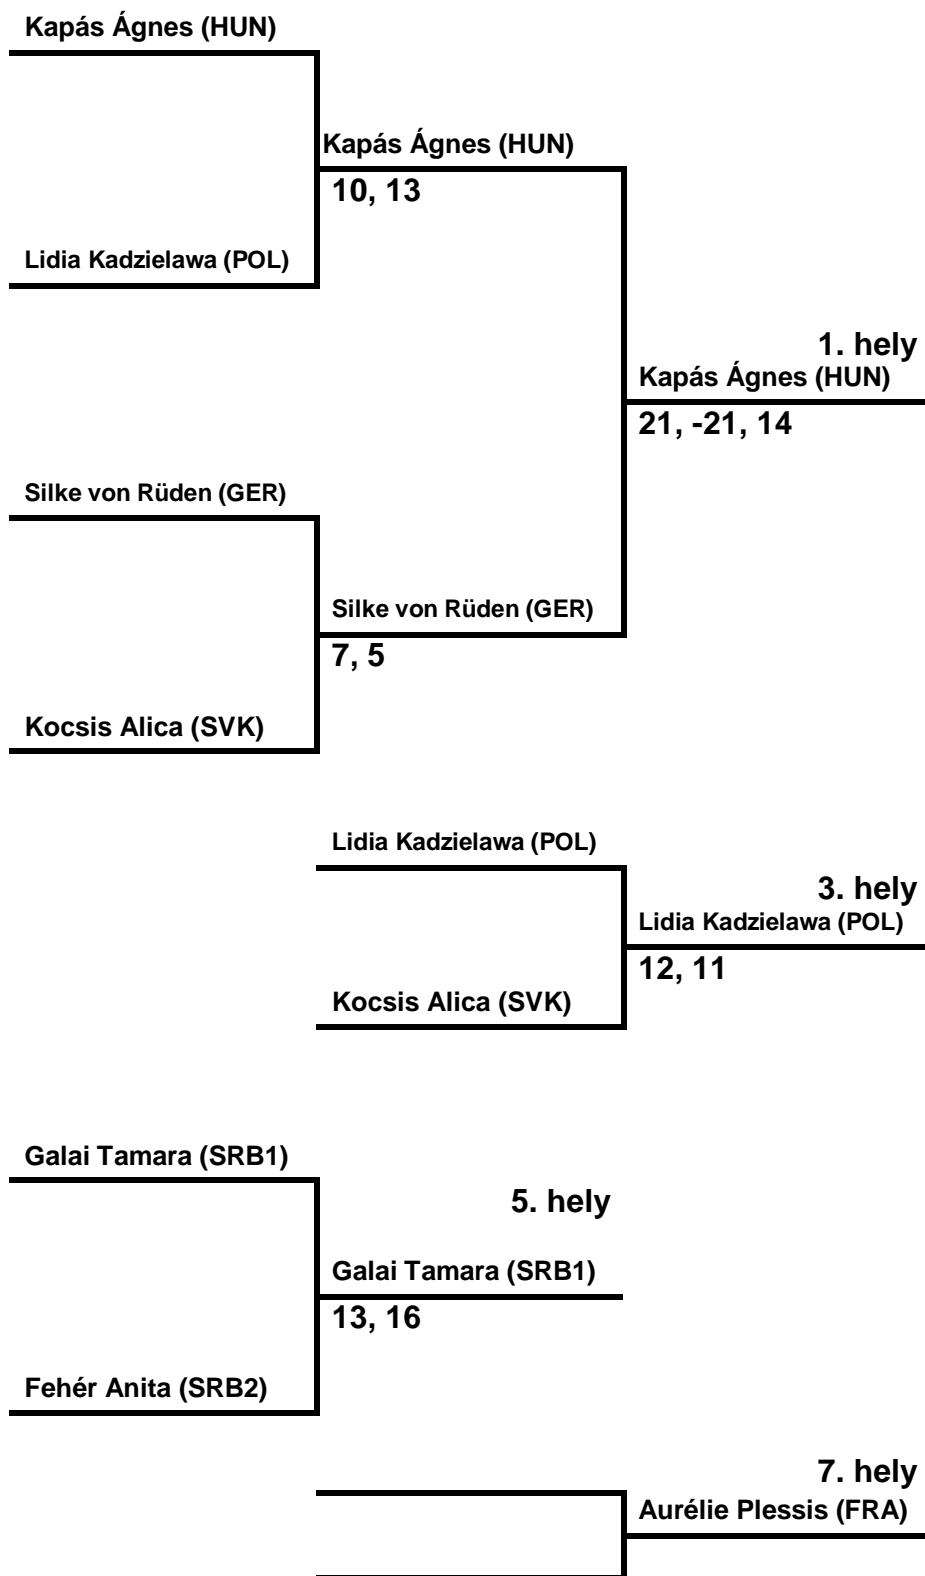 Kapás Ágnes (HUN)
Kapás Ágnes (HUN)
10, 13
Lidia Kadzielawa (POL)
1. hely
Kapás Ágnes (HUN)
21, -21, 14
Silke von Rüden (GER)
Silke von Rüden (GER)
7, 5
Kocsis Alica (SVK)
Lidia Kadzielawa (POL)
3. hely
Lidia Kadzielawa (POL)
12, 11
Kocsis Alica (SVK)
Galai Tamara (SRB1)
5. hely
Galai Tamara (SRB1)
13, 16
Fehér Anita (SRB2)
7. hely
Aurélie Plessis (FRA)